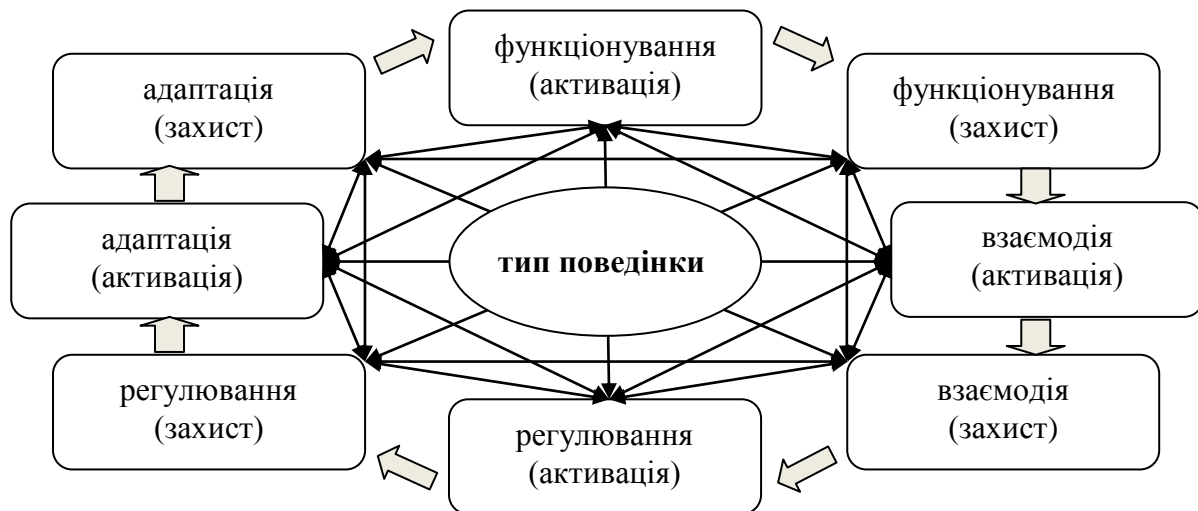 функціонування
(активація)
адаптація
(захист)
функціонування
(захист)
адаптація
(активація)
тип поведінки
взаємодія
(активація)
регулювання
(захист)
взаємодія
(захист)
регулювання
(активація)